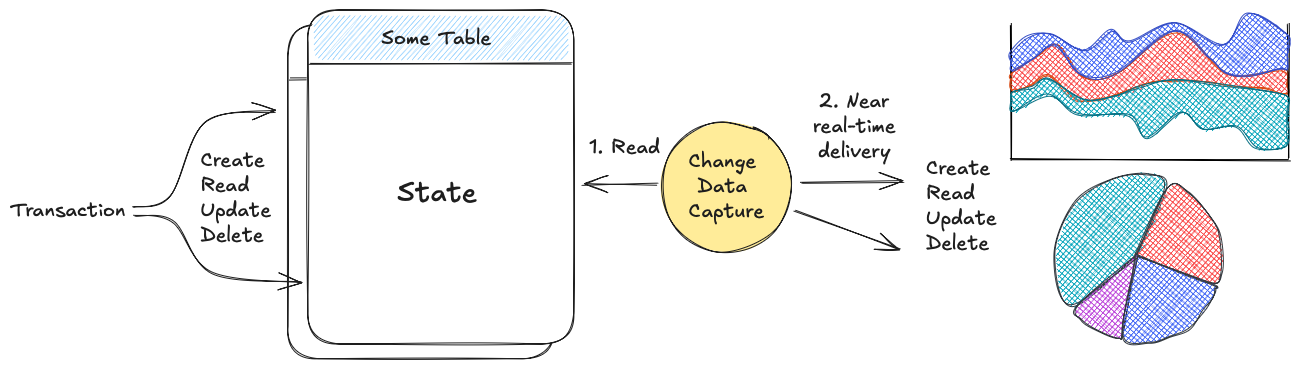 Some Table
Transaction
Create
Read
Update
Delete
State
1. Read
Change
Data
Capture
2. Near
real-time
delivery
Create
Read
Update
Delete